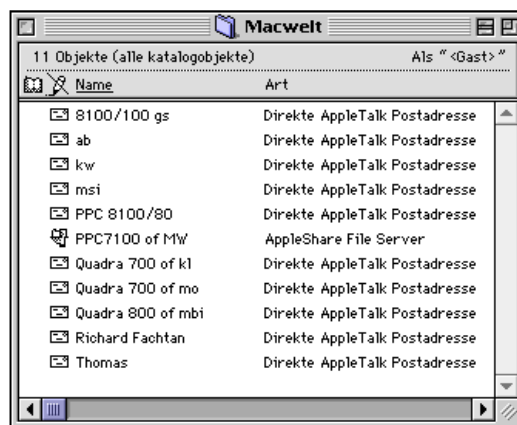 Macwelt
11 Objekte (alle katalogobjekte) Als "<Gast>"
Name Art
8100/100 gs Direkte AppleTalk Postadresse
ab Direkte AppleTalk Postadresse
kw Direkte AppleTalk Postadresse
msi Direkte AppleTalk Postadresse
PPC 8100/80 Direkte AppleTalk Postadresse
PPC7100 of MW AppleShare File Server
Quadra 700 of kl Direkte AppleTalk Postadresse
Quadra 700 of mo Direkte AppleTalk Postadresse
Quadra 800 of mbi Direkte AppleTalk Postadresse
Richard Fachtan Direkte AppleTalk Postadresse
Thomas Direkte AppleTalk Postadresse